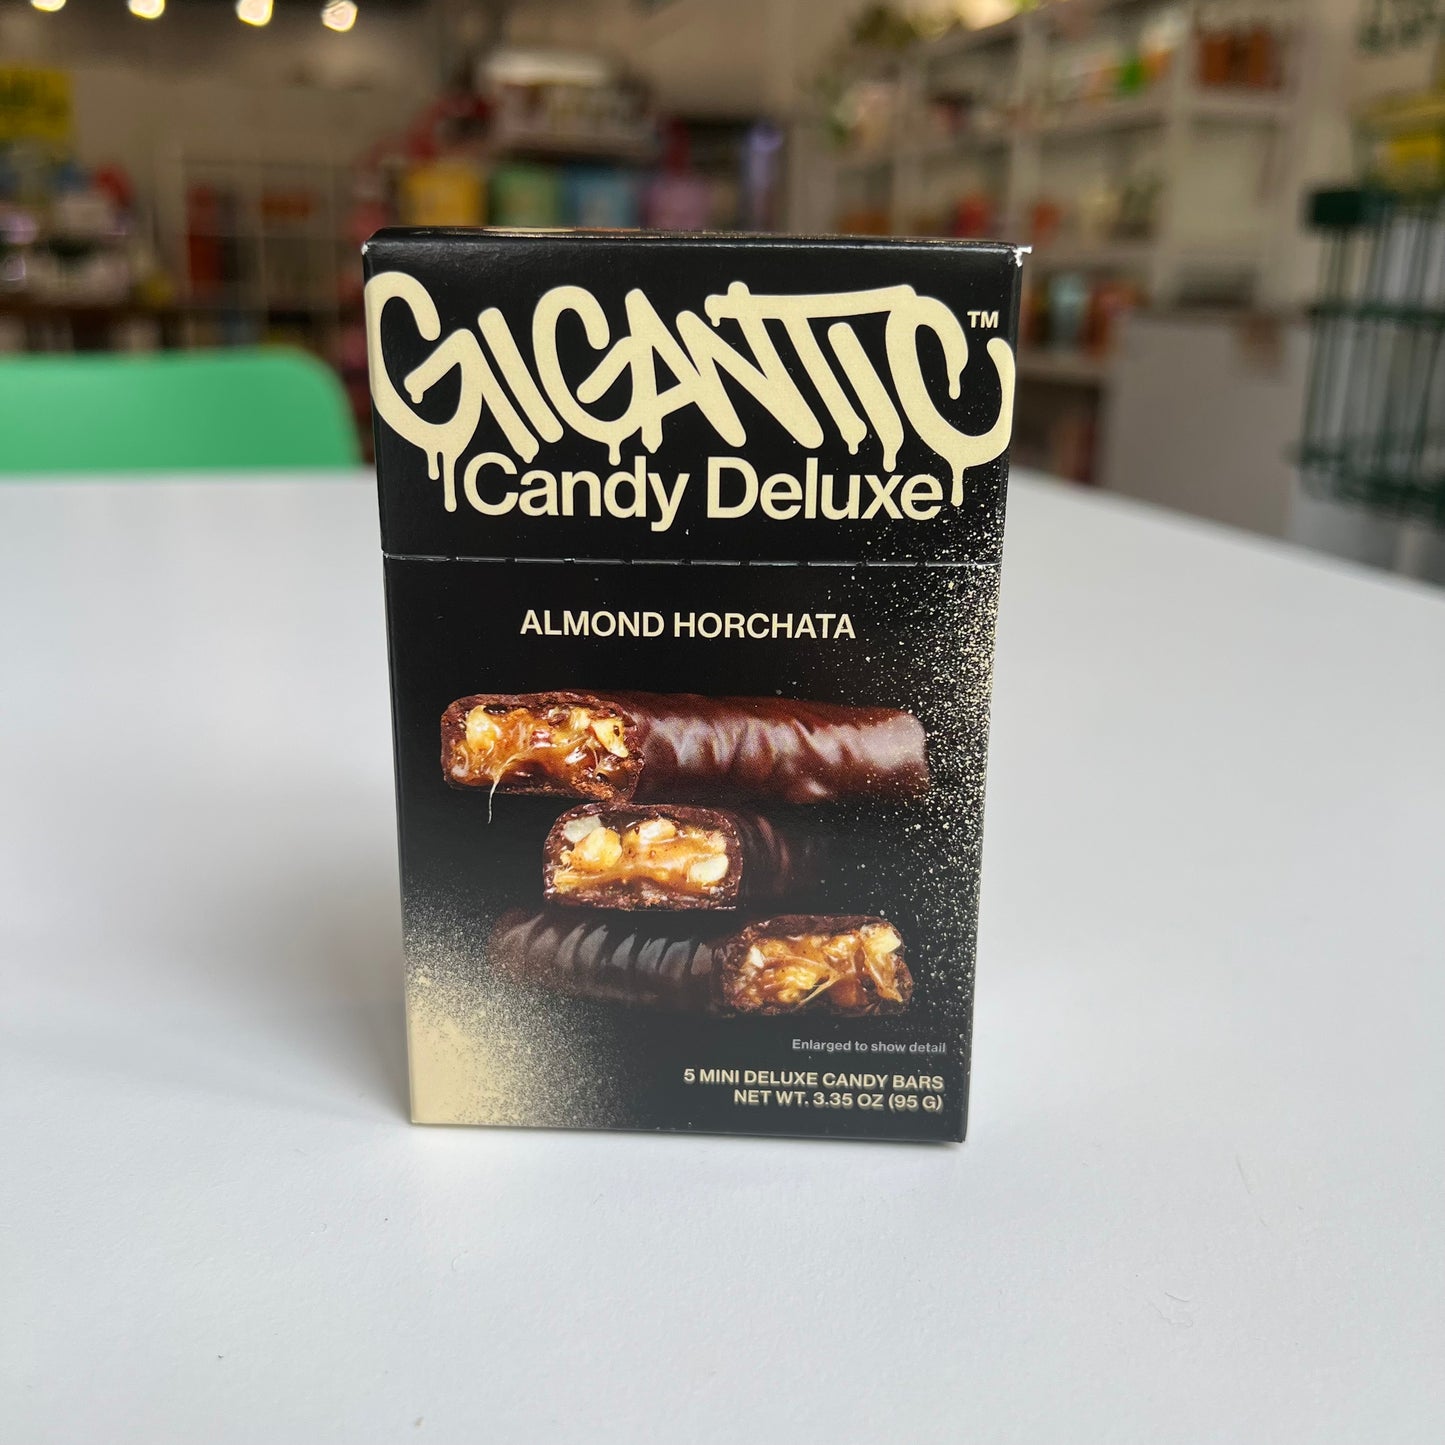 GIGANTIC™
Candy Deluxe
ALMOND HORCHATA
Enlarged to show detail
5 MINI DELUXE CANDY BARS
NET WT. 3.35 OZ (95 G)